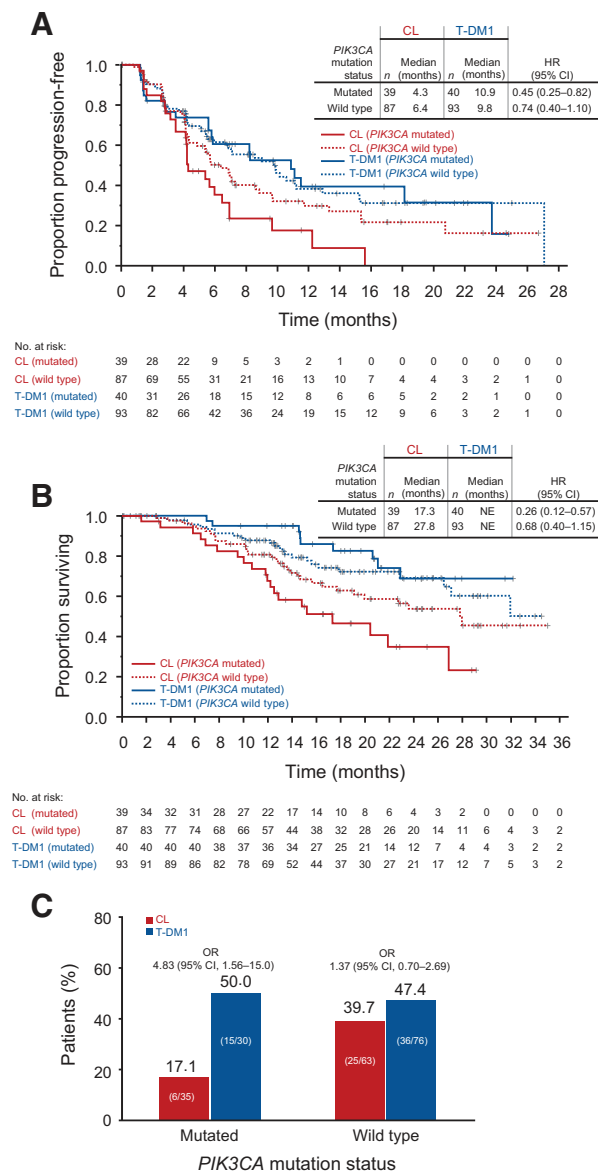 A
PIK3CA mutation status CL T-DM1
n Median (months) n Median (months) HR (95% CI)
Mutated 39 4.3 40 10.9 0.45 (0.25–0.82)
Wild type 87 6.4 93 9.8 0.74 (0.40–1.10)
CL (PIK3CA mutated)
CL (PIK3CA wild type)
T-DM1 (PIK3CA mutated)
T-DM1 (PIK3CA wild type)
Proportion progression-free
1.0
0.8
0.6
0.4
0.2
0.0
0 2 4 6 8 10 12 14 16 18 20 22 24 26 28
Time (months)
No. at risk:
CL (mutated) 39 28 22 9 5 3 2 1 0 0 0 0 0 0 0
CL (wild type) 87 69 55 31 21 16 13 10 7 4 4 3 2 1 0
T-DM1 (mutated) 40 31 26 18 15 12 8 6 6 5 2 2 1 0 0
T-DM1 (wild type) 93 82 66 42 36 24 19 15 12 9 6 3 2 1 0
B
PIK3CA mutation status CL T-DM1
n Median (months) n Median (months) HR (95% CI)
Mutated 39 17.3 40 NE 0.26 (0.12–0.57)
Wild type 87 27.8 93 NE 0.68 (0.40–1.15)
Proportion surviving
1.0
0.8
0.6
0.4
0.2
0.0
CL (PIK3CA mutated)
CL (PIK3CA wild type)
T-DM1 (PIK3CA mutated)
T-DM1 (PIK3CA wild type)
0 2 4 6 8 10 12 14 16 18 20 22 24 26 28 30 32 34 36
Time (months)
No. at risk:
CL (mutated) 39 34 32 31 28 27 22 17 14 10 8 6 4 3 2 0 0 0 0
CL (wild type) 87 83 77 74 68 66 57 44 38 32 28 26 20 14 11 6 4 3 2
T-DM1 (mutated) 40 40 40 40 38 37 36 34 27 25 21 14 12 7 4 4 3 2 2
T-DM1 (wild type) 93 91 89 86 82 78 69 52 44 37 30 27 21 17 12 7 5 3 2
C
CL
T-DM1
Patients (%)
80
60
40
20
0
OR
4.83 (95% CI, 1.56–15.0)
OR
1.37 (95% CI, 0.70–2.69)
17.1
50.0
39.7
47.4
(6/35)
(15/30)
(25/63)
(36/76)
Mutated
Wild type
PIK3CA mutation status